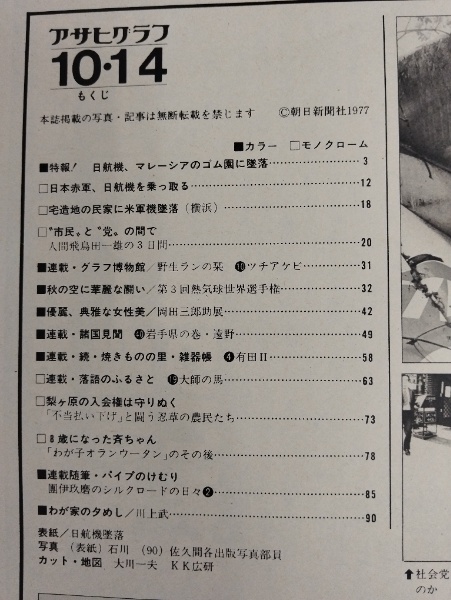 アサヒグラフ
10・14
もくじ
本誌掲載の写真・記事は無断転載を禁じます ©朝日新聞社1977
■カラー □モノクローム
■特報! 日航機、マレーシアのゴム園に墜落 3
□日本赤軍、日航機を乗っ取る 12
□宅造地の民家に米軍機墜落(横浜) 18
□〝市民〟と〝党〟の間で
人間飛鳥田一雄の3日間 20
■連載・グラフ博物館/野生ランの栞 ❿ツチアケビ 31
■秋の空に華麗な闘い/第3回熱気球世界選手権 32
■優麗、典雅な女性美/岡田三郎助展 42
■連載・諸国見聞 ㊵岩手県の巻・遠野 49
■連載・続・焼きものの里・雑器帳 ❹有田II 58
□連載・落語のふるさと ⓳大師の馬 63
□梨ヶ原の入会権は守りぬく
「不当払い下げ」と闘う忍草の農民たち 73
□8歳になった斉ちゃん
「わが子オランウータン」のその後 78
■連載随筆・パイプのけむり
團伊玖磨のシルクロードの日々❷ 85
■わが家の夕めし/川上武 90
表紙/日航機墜落
写真 (表紙)石川 (90)佐久間各出版写真部員
カット・地図 大川一夫 KK広研
⬆社会党
のか